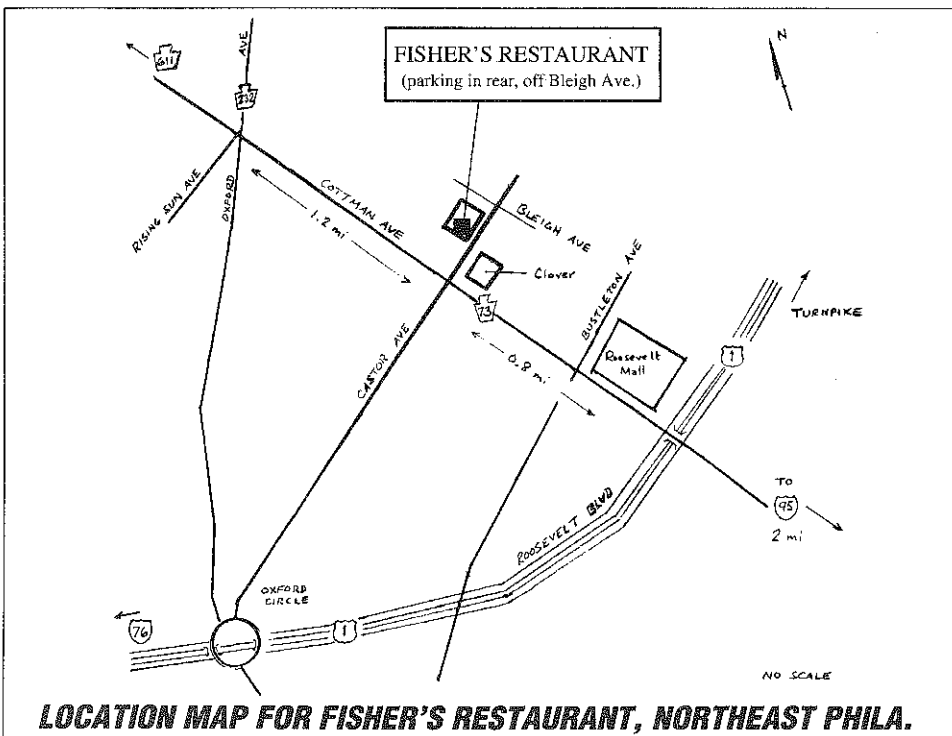 FISHER'S RESTAURANT
(parking in rear, off Bleigh Ave.)
N
611
AVE
232
RISING SUN AVE
OXFORD
COTTMAN AVE
1.2 mi
BLEIGH AVE
Clover
73
CASTOR AVE
BUSTLETON AVE
0.8 mi
Roosevelt
Mall
TURNPIKE
1
ROOSEVELT BLVD
TO
95
2 mi
OXFORD
CIRCLE
76
1
NO SCALE
LOCATION MAP FOR FISHER'S RESTAURANT, NORTHEAST PHILA.